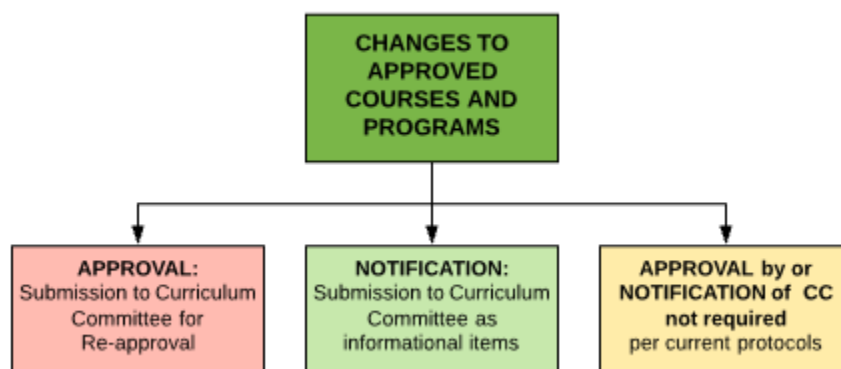 CHANGES TO
APPROVED
COURSES AND
PROGRAMS
APPROVAL:
Submission to Curriculum
Committee for
Re-approval
NOTIFICATION:
Submission to Curriculum
Committee as
informational items
APPROVAL by or
NOTIFICATION of CC
not required
per current protocols